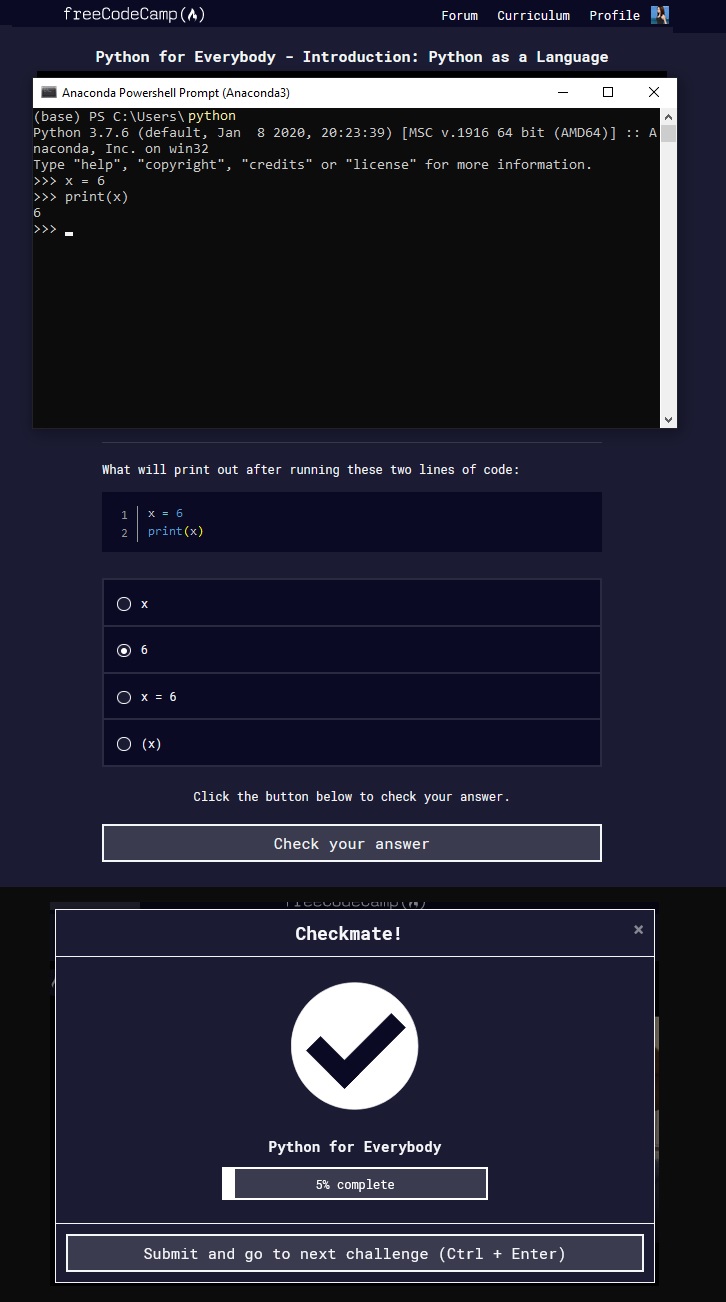 freeCodeCamp(🔥)
Forum Curriculum Profile
Python for Everybody - Introduction: Python as a Language
Anaconda Powershell Prompt (Anaconda3)
(base) PS C:\Users\ python
Python 3.7.6 (default, Jan  8 2020, 20:23:39) [MSC v.1916 64 bit (AMD64)] :: A
naconda, Inc. on win32
Type "help", "copyright", "credits" or "license" for more information.
>>> x = 6
>>> print(x)
6
>>>
What will print out after running these two lines of code:
1 x = 6
2 print(x)
x
6
x = 6
(x)
Click the button below to check your answer.
Check your answer
freeCodeCamp(🔥)
Checkmate!
×
Python for Everybody
5% complete
Submit and go to next challenge (Ctrl + Enter)